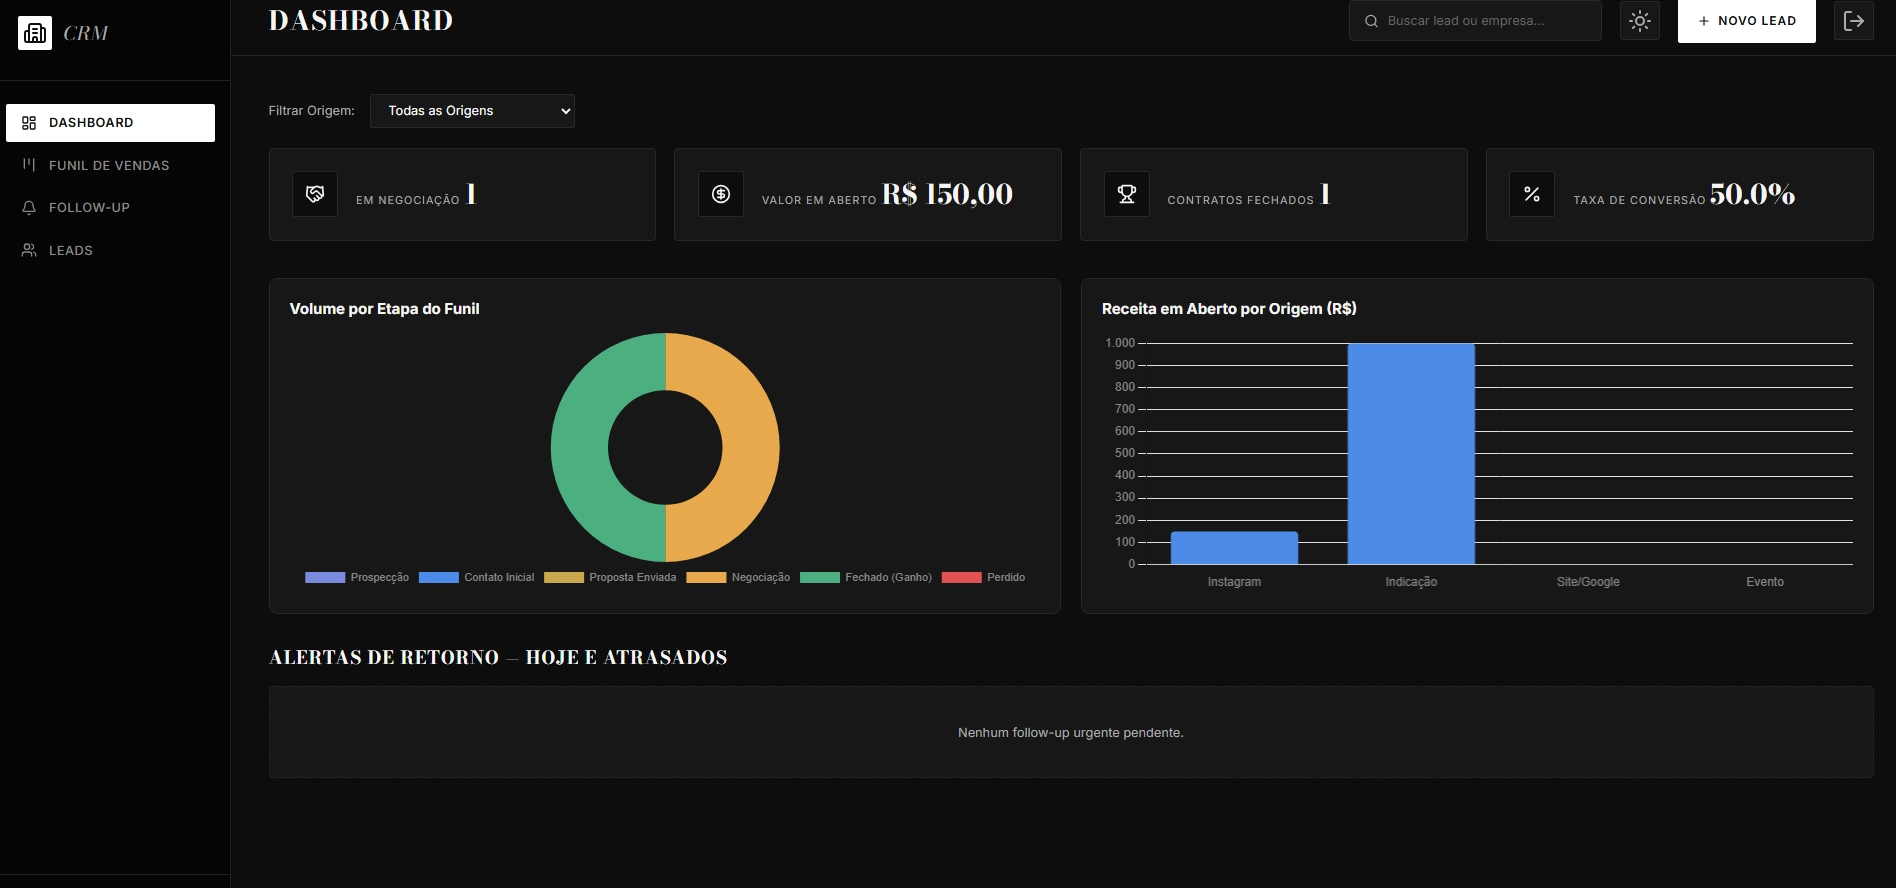 CRM
DASHBOARD
Buscar lead ou empresa...
+ NOVO LEAD
DASHBOARD
FUNIL DE VENDAS
FOLLOW-UP
LEADS
Filtrar Origem:
Todas as Origens
EM NEGOCIAÇÃO 1
VALOR EM ABERTO R$ 150,00
CONTRATOS FECHADOS 1
TAXA DE CONVERSÃO 50.0%
Volume por Etapa do Funil
Prospecção
Contato Inicial
Proposta Enviada
Negociação
Fechado (Ganho)
Perdido
Receita em Aberto por Origem (R$)
1.000
900
800
700
600
500
400
300
200
100
0
Instagram
Indicação
Site/Google
Evento
ALERTAS DE RETORNO — HOJE E ATRASADOS
Nenhum follow-up urgente pendente.